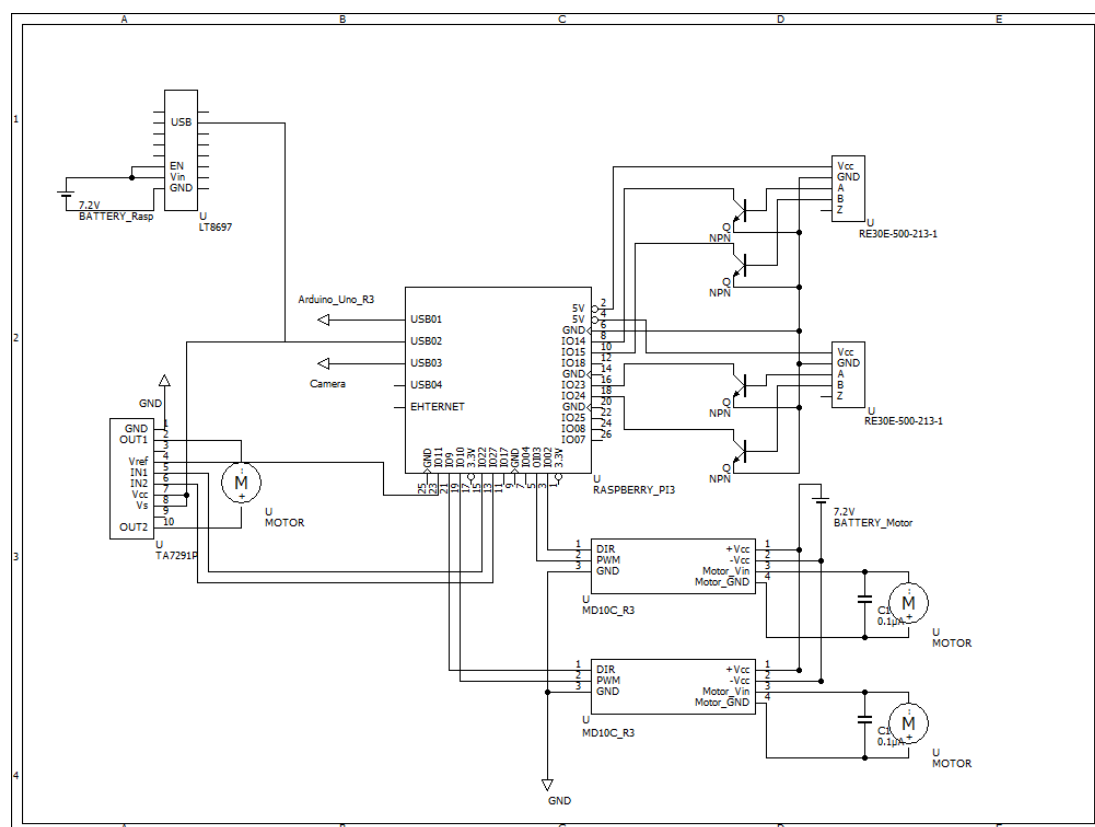 A B C D E
1
USB
EN
Vin
GND
7.2V
BATTERY_Rasp
U
LT8697
Vcc
GND
A
B
Z
U
RE30E-500-213-1
Q
NPN
Q
NPN
2
Arduino_Uno_R3
Camera
USB01
USB02
USB03
USB04
EHTERNET
5V 2
5V 4
GND 6
IO14 8
IO15 10
IO18 12
GND 14
IO23 16
IO24 18
GND 20
IO25 22
IO08 24
IO07 26
GND 25
IO11 23
IO9 21
IO10 19
3.3V 17
IO22 15
IO27 13
IO17 11
GND 9
IO04 7
OI03 5
IO02 3
3.3V 1
U
RASPBERRY_PI3
Vcc
GND
A
B
Z
U
RE30E-500-213-1
Q
NPN
Q
NPN
GND
GND 1
OUT1 2
3
Vref 4
IN1 5
IN2 6
Vcc 7
Vs 8
9
OUT2 10
U
TA7291P
M
U
MOTOR
7.2V
BATTERY_Motor
3
1 DIR
2 PWM
3 GND
+Vcc 1
-Vcc 2
Motor_Vin 3
Motor_GND 4
U
MD10C_R3
C1
0.1µA
M
U
MOTOR
1 DIR
2 PWM
3 GND
+Vcc 1
-Vcc 2
Motor_Vin 3
Motor_GND 4
U
MD10C_R3
C1
0.1µA
M
U
MOTOR
4
GND
A B C D E